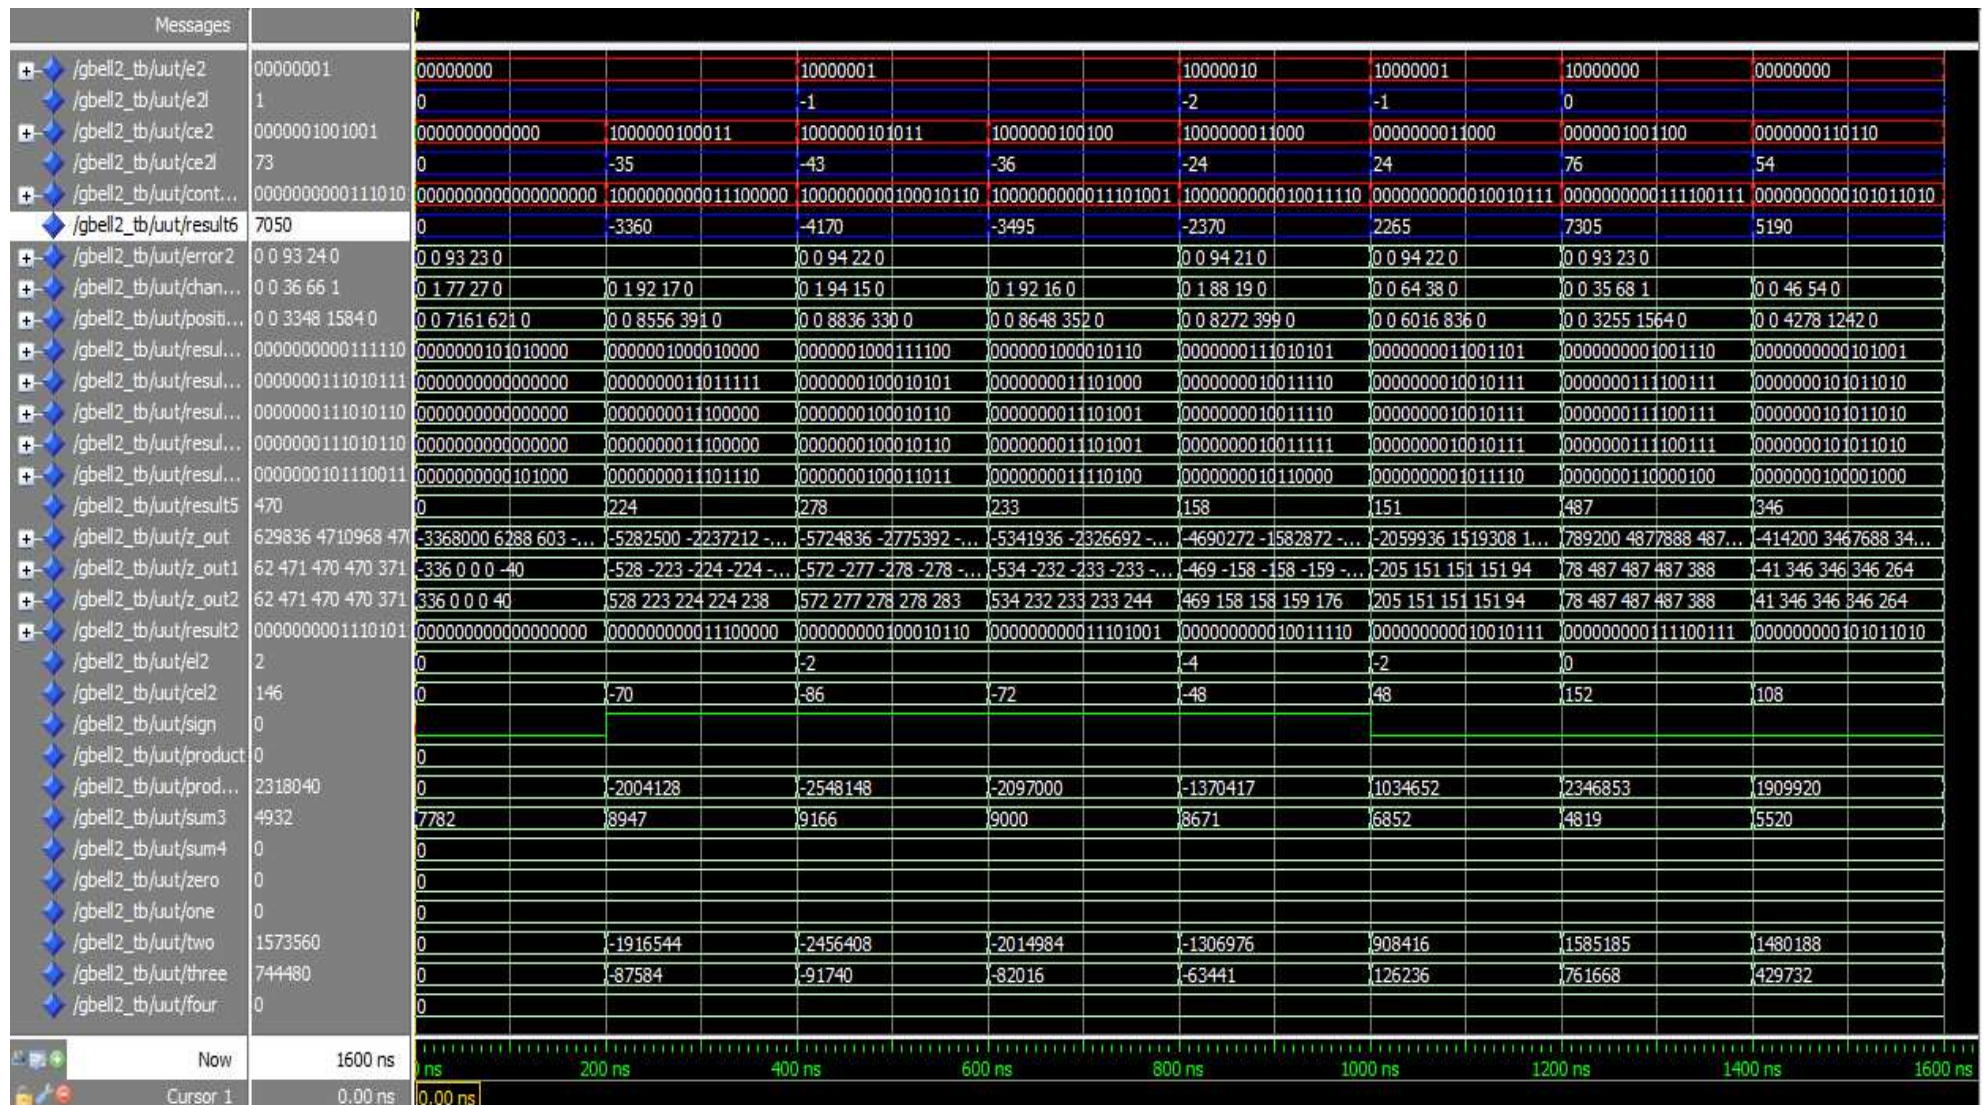 Messages
/gbell2_tb/uut/e2 00000001 00000000 10000001 10000010 10000001 10000000 00000000
/gbell2_tb/uut/e2l 1 0 -1 -2 -1 0
/gbell2_tb/uut/ce2 0000001001001 0000000000000 1000000100011 1000000101011 1000000100100 1000000011000 0000000011000 0000001001100 0000000110110
/gbell2_tb/uut/ce2l 73 0 -35 -43 -36 -24 24 76 54
/gbell2_tb/uut/cont... 0000000000111010 0000000000000000000 1000000000011100000 1000000000100010110 1000000000011101001 1000000000010011110 0000000000010010111 0000000000111100111 0000000000101011010
/gbell2_tb/uut/result6 7050 0 -3360 -4170 -3495 -2370 2265 7305 5190
/gbell2_tb/uut/error2 0 0 93 24 0 0 0 93 23 0 0 0 94 22 0 0 0 94 21 0 0 0 94 22 0 0 0 93 23 0
/gbell2_tb/uut/chan... 0 0 36 66 1 0 1 77 27 0 0 1 92 17 0 0 1 94 15 0 0 1 92 16 0 0 1 88 19 0 0 0 64 38 0 0 0 35 68 1 0 0 46 54 0
/gbell2_tb/uut/positi... 0 0 3348 1584 0 0 0 7161 621 0 0 0 8556 391 0 0 0 8836 330 0 0 0 8648 352 0 0 0 8272 399 0 0 0 6016 836 0 0 0 3255 1564 0 0 0 4278 1242 0
/gbell2_tb/uut/resul... 0000000000111110 0000000101010000 0000001000010000 0000001000111100 0000001000010110 0000000111010101 0000000011001101 0000000001001110 0000000000101001
/gbell2_tb/uut/resul... 0000000111010111 0000000000000000 0000000011011111 0000000100010101 0000000011101000 0000000010011110 0000000010010111 0000000111100111 0000000101011010
/gbell2_tb/uut/resul... 0000000111010110 0000000000000000 0000000011100000 0000000100010110 0000000011101001 0000000010011110 0000000010010111 0000000111100111 0000000101011010
/gbell2_tb/uut/resul... 0000000111010110 0000000000000000 0000000011100000 0000000100010110 0000000011101001 0000000010011111 0000000010010111 0000000111100111 0000000101011010
/gbell2_tb/uut/resul... 0000000101110011 0000000000101000 0000000011101110 0000000100011011 0000000011110100 0000000010110000 0000000001011110 0000000110000100 0000000100001000
/gbell2_tb/uut/result5 470 0 224 278 233 158 151 487 346
/gbell2_tb/uut/z_out 629836 4710968 47 -3368000 6288 603 -... -5282500 -2237212 -... -5724836 -2775392 -... -5341936 -2326692 -... -4690272 -1582872 -... -2059936 1519308 1... 789200 4877888 487... -414200 3467688 34...
/gbell2_tb/uut/z_out1 62 471 470 470 371 -336 0 0 0 -40 -528 -223 -224 -224 -... -572 -277 -278 -278 -... -534 -232 -233 -233 -... -469 -158 -158 -159 -... -205 151 151 151 94 78 487 487 487 388 -41 346 346 346 264
/gbell2_tb/uut/z_out2 62 471 470 470 371 336 0 0 0 40 528 223 224 224 238 572 277 278 278 283 534 232 233 233 244 469 158 158 159 176 205 151 151 151 94 78 487 487 487 388 41 346 346 346 264
/gbell2_tb/uut/result2 0000000001110101 000000000000000000 000000000011100000 000000000100010110 000000000011101001 000000000010011110 000000000010010111 000000000111100111 000000000101011010
/gbell2_tb/uut/el2 2 0 -2 -4 -2 0
/gbell2_tb/uut/cel2 146 0 -70 -86 -72 -48 48 152 108
/gbell2_tb/uut/sign 0
/gbell2_tb/uut/product 0 0
/gbell2_tb/uut/prod... 2318040 0 -2004128 -2548148 -2097000 -1370417 1034652 2346853 1909920
/gbell2_tb/uut/sum3 4932 7782 8947 9166 9000 8671 6852 4819 5520
/gbell2_tb/uut/sum4 0 0
/gbell2_tb/uut/zero 0 0
/gbell2_tb/uut/one 0 0
/gbell2_tb/uut/two 1573560 0 -1916544 -2456408 -2014984 -1306976 908416 1585185 1480188
/gbell2_tb/uut/three 744480 0 -87584 -91740 -82016 -63441 126236 761668 429732
/gbell2_tb/uut/four 0 0
Now 1600 ns ns 200 ns 400 ns 600 ns 800 ns 1000 ns 1200 ns 1400 ns 1600 ns
Cursor 1 0.00 ns 0.00 ns